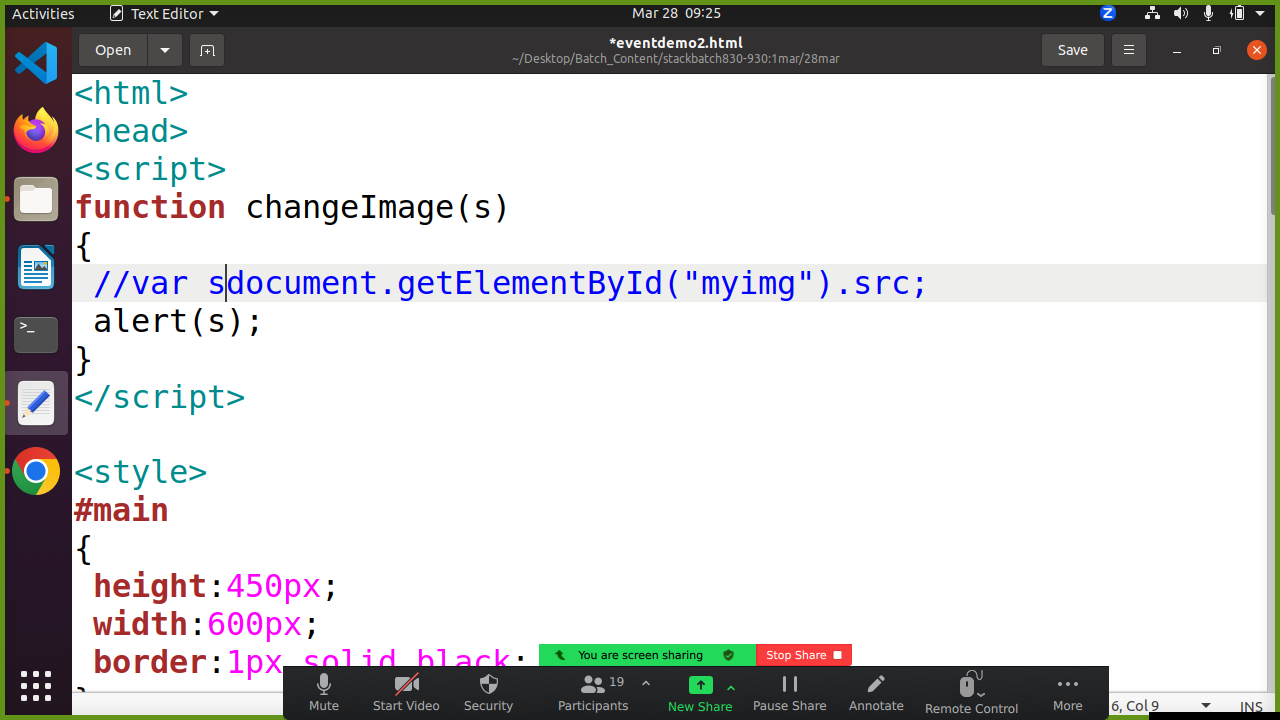 Activities
Text Editor
Mar 28 09:25
Z
Open
*eventdemo2.html
~/Desktop/Batch_Content/stackbatch830-930:1mar/28mar
Save
<html>
<head>
<script>
function changeImage(s)
{
//var sdocument.getElementById("myimg").src;
alert(s);
}
</script>
<style>
#main
{
height:450px;
width:600px;
border:1px solid black;
You are screen sharing
Stop Share
19
Mute
Start Video
Security
Participants
New Share
Pause Share
Annotate
Remote Control
More
6, Col 9
INS